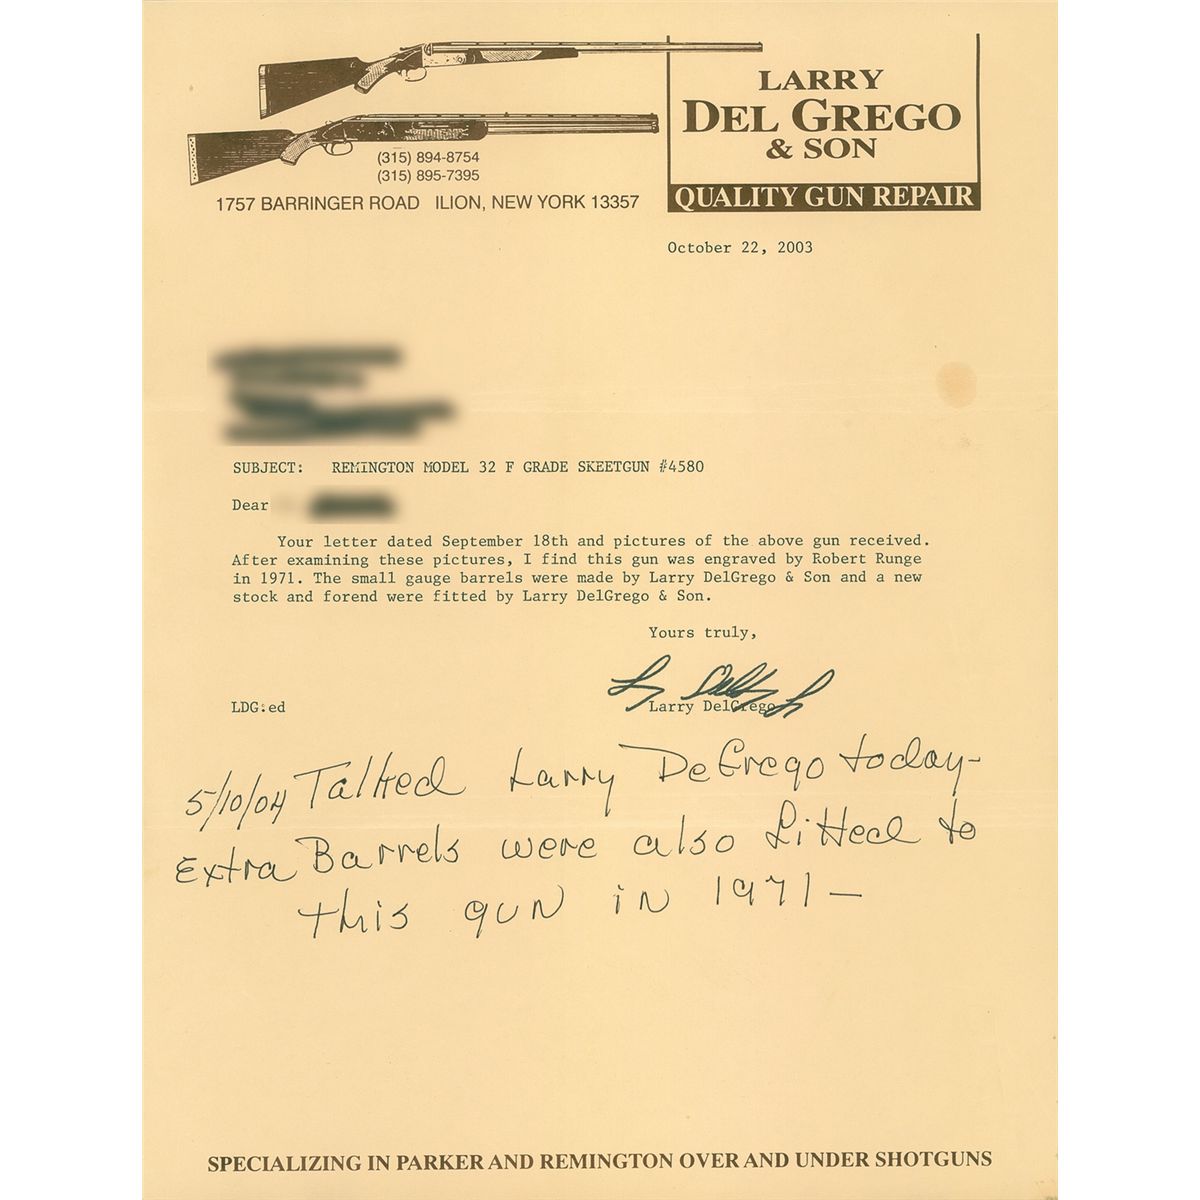 LARRY
DEL GREGO
& SON
QUALITY GUN REPAIR
(315) 894-8754
(315) 895-7395
1757 BARRINGER ROAD ILION, NEW YORK 13357
October 22, 2003
SUBJECT: REMINGTON MODEL 32 F GRADE SKEETGUN #4580
Dear
Your letter dated September 18th and pictures of the above gun received.
After examining these pictures, I find this gun was engraved by Robert Runge
in 1971. The small gauge barrels were made by Larry DelGrego & Son and a new
stock and forend were fitted by Larry DelGrego & Son.
Yours truly,
Larry DelGrego
LDG:ed
5/10/04 Talked Larry DeGrego today-
Extra Barrels were also fitted to
this gun in 1971-
SPECIALIZING IN PARKER AND REMINGTON OVER AND UNDER SHOTGUNS